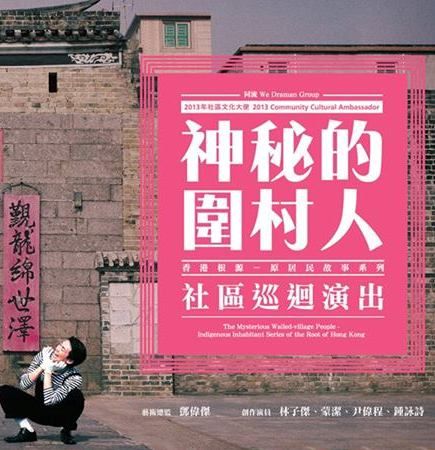 同流 We Draman Group
2013年社區文化大使 2013 Community Cultural Ambassador
神秘的
圍村人
香港根源－原居民故事系列
社區巡迴演出
The Mysterious Walled-village People -
Indigenous Inhabitant Series of the Root of Hong Kong
覲龍綿世澤
藝術總監 鄧偉傑 創作演員 林子傑、蒙潔、尹偉程、鍾詠詩